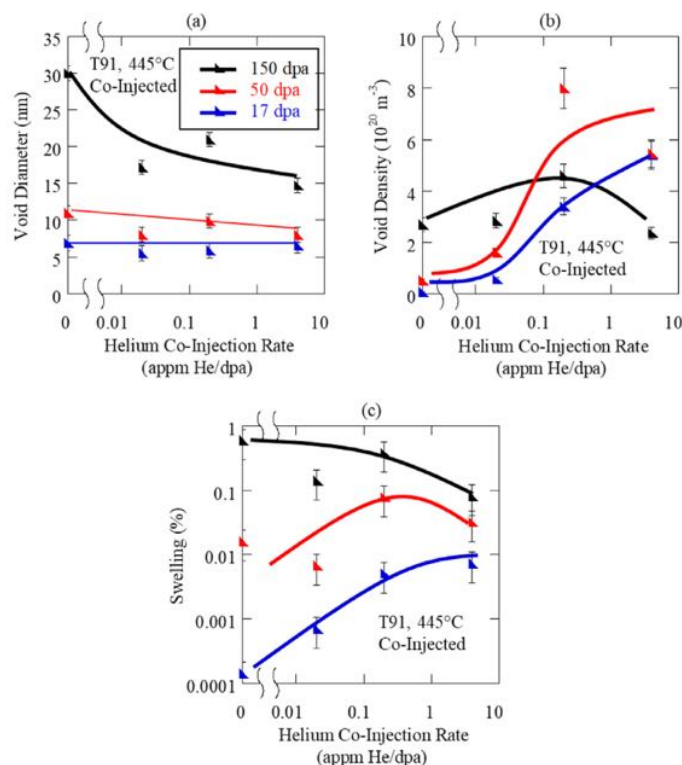 (a)
T91, 445°C
Co-Injected
150 dpa
50 dpa
17 dpa
Void Diameter (nm)
35
30
25
20
15
10
5
0
0
0.01
0.1
1
10
Helium Co-Injection Rate
(appm He/dpa)
(b)
Void Density (10²⁰ m⁻³)
10
8
6
4
2
0
T91, 445°C
Co-Injected
0
0.01
0.1
1
10
Helium Co-Injection Rate
(appm He/dpa)
(c)
Swelling (%)
1
0.1
0.01
0.001
0.0001
T91, 445°C
Co-Injected
0
0.01
0.1
1
10
Helium Co-Injection Rate
(appm He/dpa)